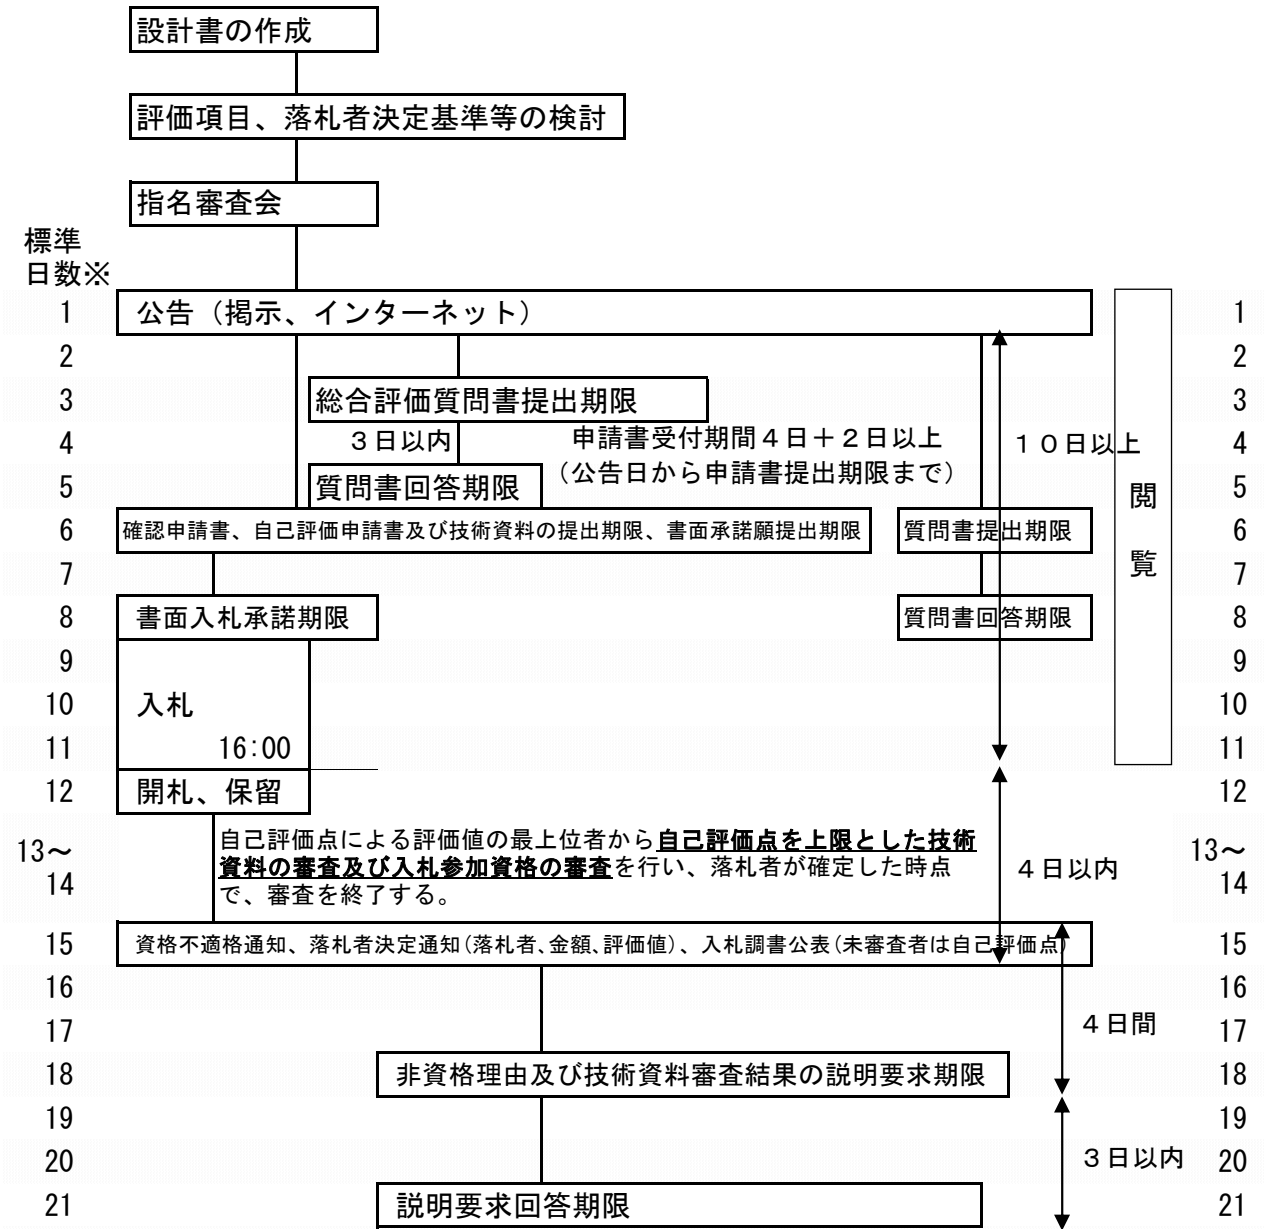 設計書の作成
評価項目、落札者決定基準等の検討
指名審査会
標準
日数※
1 公告（掲示、インターネット） 1
2 2
3 総合評価質問書提出期限 3
4 ３日以内 申請書受付期間４日＋２日以上 １０日以上 4
5 質問書回答期限 （公告日から申請書提出期限まで） 閲 5
6 確認申請書、自己評価申請書及び技術資料の提出期限、書面承諾願提出期限 質問書提出期限 6
7 覧 7
8 書面入札承諾期限 質問書回答期限 8
9 9
10 入札 10
11 16:00 11
12 開札、保留 12
自己評価点による評価値の最上位者から自己評価点を上限とした技術
13～ 資料の審査及び入札参加資格の審査を行い、落札者が確定した時点 ４日以内 13～
14 で、審査を終了する。 14
15 資格不適格通知、落札者決定通知(落札者、金額、評価値)、入札調書公表(未審査者は自己評価点) 15
16 16
17 ４日間 17
18 非資格理由及び技術資料審査結果の説明要求期限 18
19 19
20 ３日以内 20
21 説明要求回答期限 21